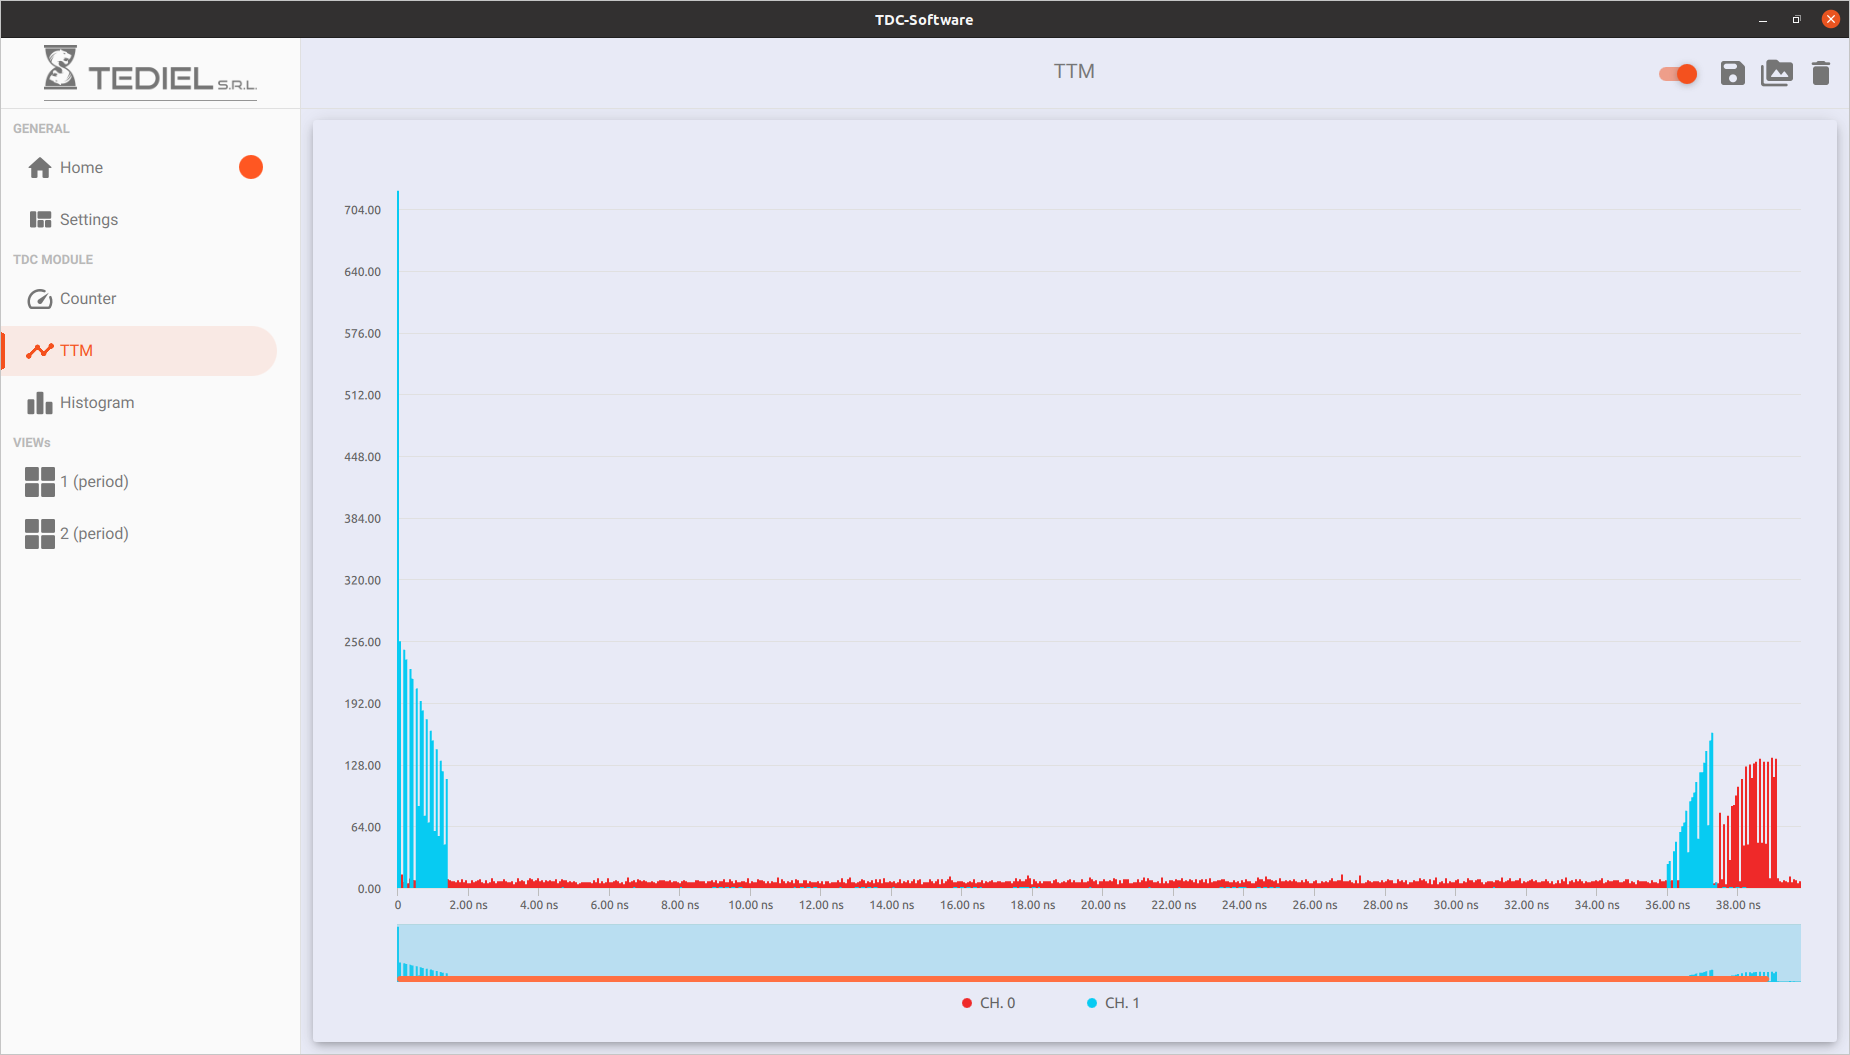 TDC-Software
TEDIEL S.R.L.
TTM
GENERAL
Home
Settings
TDC MODULE
Counter
TTM
Histogram
VIEWs
1 (period)
2 (period)
704.00
640.00
576.00
512.00
448.00
384.00
320.00
256.00
192.00
128.00
64.00
0.00
0 2.00 ns 4.00 ns 6.00 ns 8.00 ns 10.00 ns 12.00 ns 14.00 ns 16.00 ns 18.00 ns 20.00 ns 22.00 ns 24.00 ns 26.00 ns 28.00 ns 30.00 ns 32.00 ns 34.00 ns 36.00 ns 38.00 ns
CH. 0 CH. 1